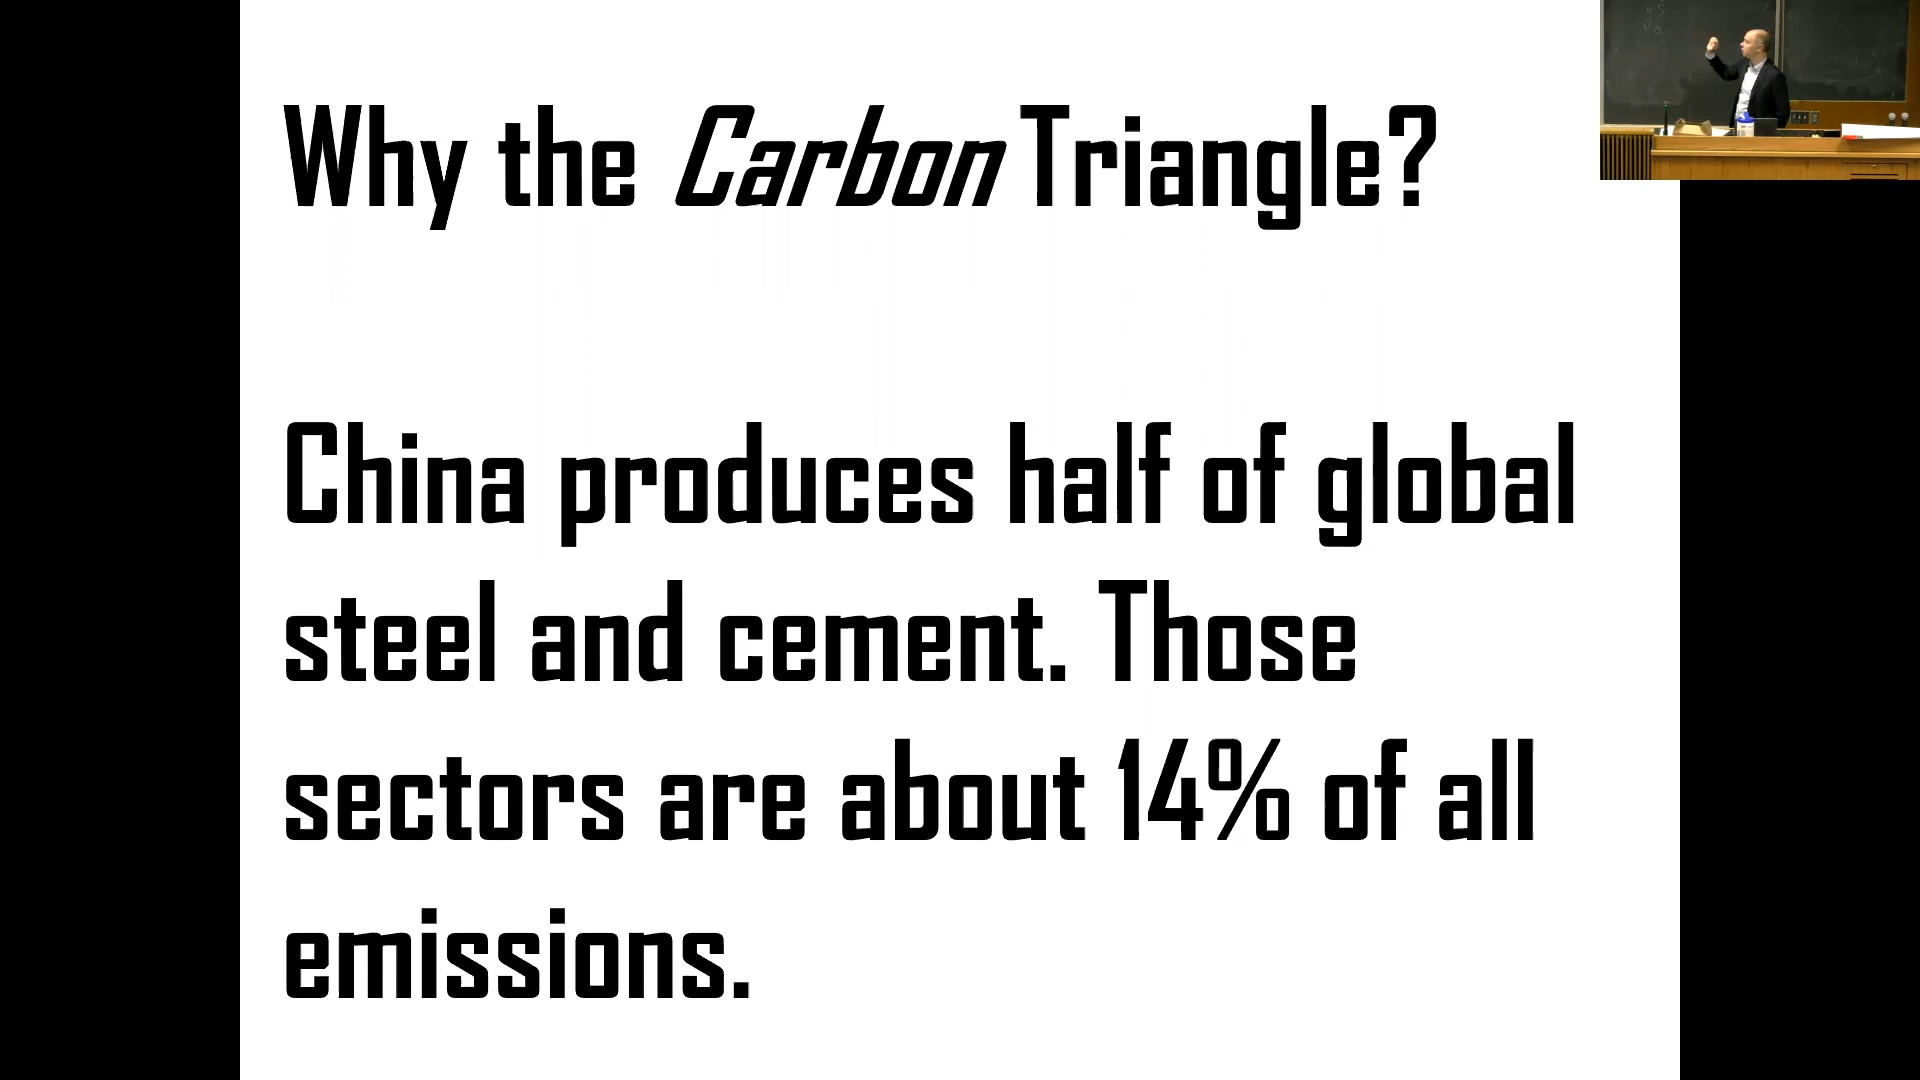 Why the Carbon Triangle?
China produces half of global
steel and cement. Those
sectors are about 14% of all
emissions.